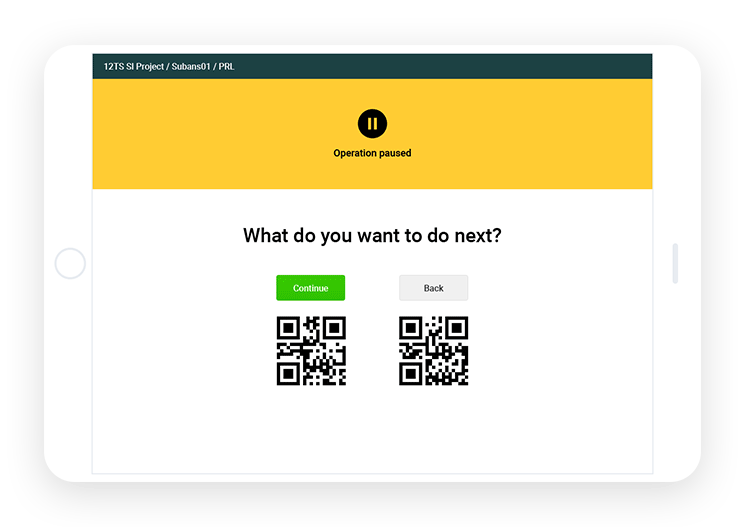 12TS SI Project / Subans01 / PRL
Operation paused
What do you want to do next?
Continue
Back